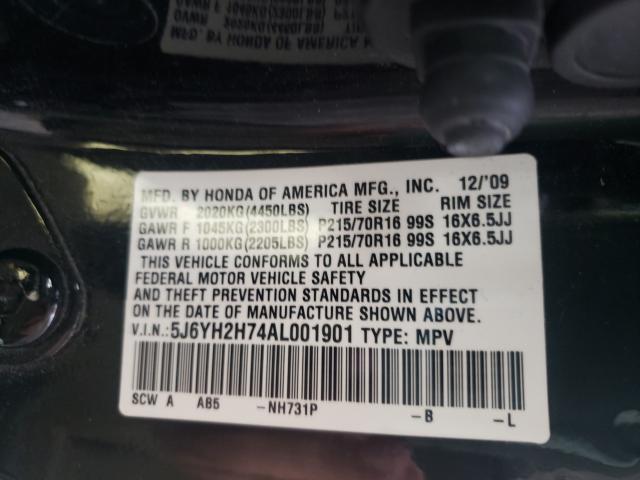 MFD. BY HONDA OF AMERICA MFG., INC. 12/'09
GVWR 2020KG(4450LBS) TIRE SIZE RIM SIZE
GAWR F 1045KG(2300LBS) P215/70R16 99S 16X6.5JJ
GAWR R 1000KG(2205LBS) P215/70R16 99S 16X6.5JJ
THIS VEHICLE CONFORMS TO ALL APPLICABLE
FEDERAL MOTOR VEHICLE SAFETY
AND THEFT PREVENTION STANDARDS IN EFFECT
ON THE DATE OF MANUFACTURE SHOWN ABOVE.
V.I.N.: 5J6YH2H74AL001901 TYPE: MPV
SCW A AB5 -NH731P -B -L